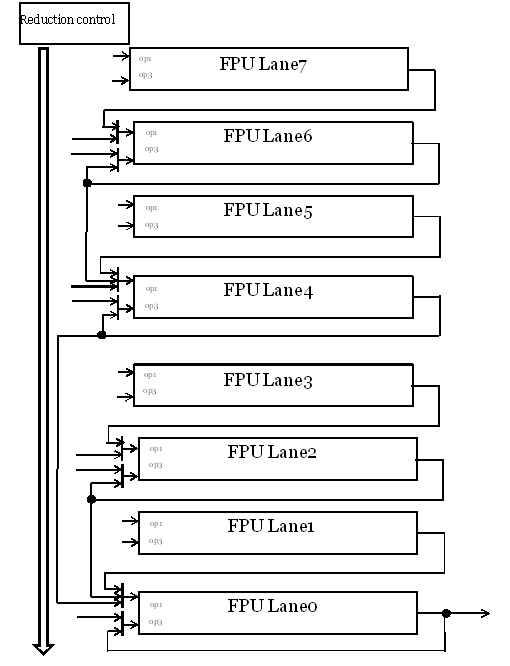 Reduction control
FPU Lane7
op1
op3
FPU Lane6
op1
op3
FPU Lane5
op1
op3
FPU Lane4
op1
op3
FPU Lane3
op1
op3
FPU Lane2
op1
op3
FPU Lane1
op1
op3
FPU Lane0
op1
op3